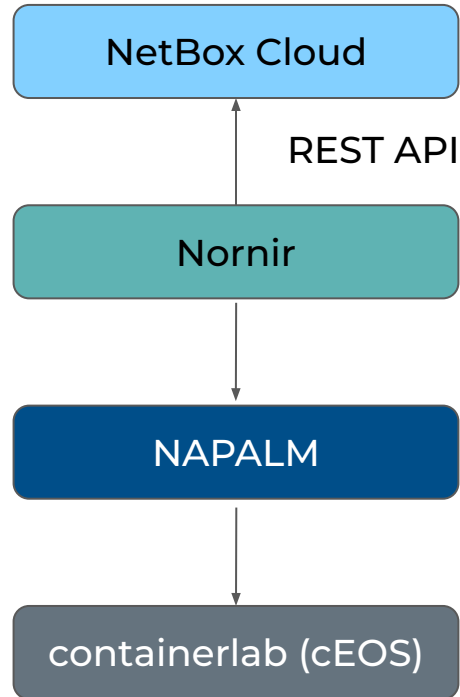 NetBox Cloud
REST API
Nornir
NAPALM
containerlab (cEOS)